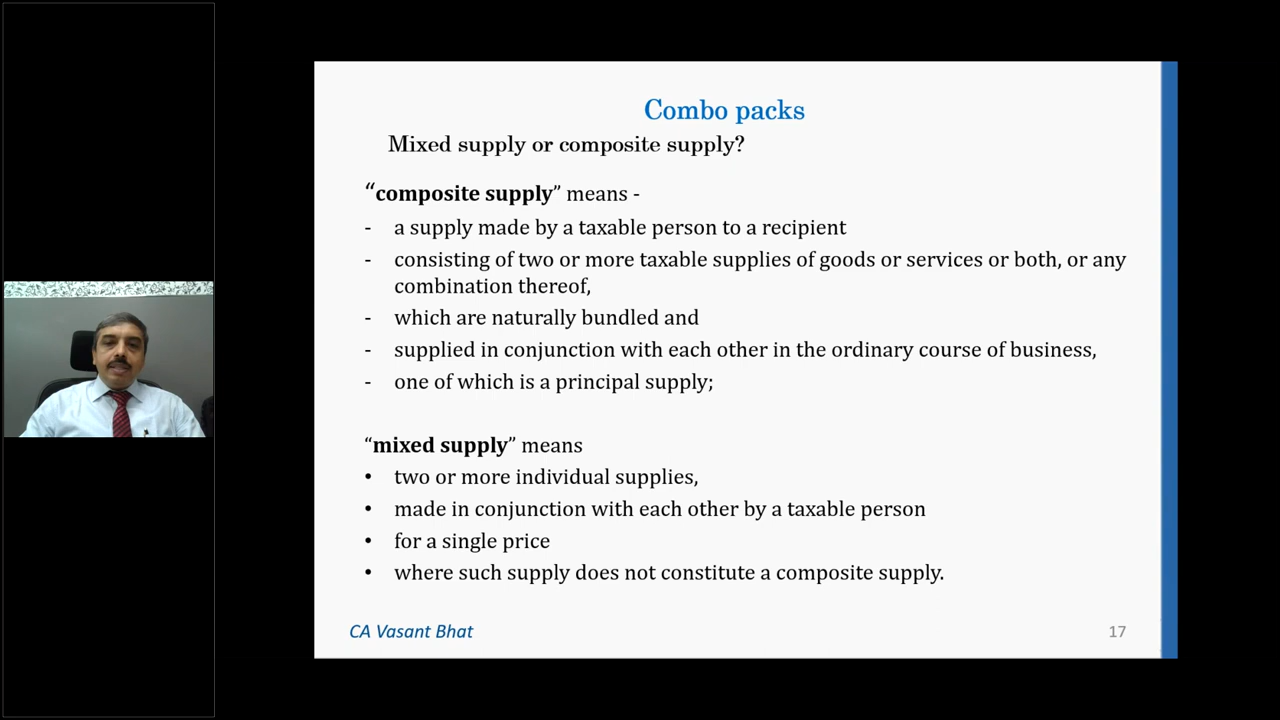 Combo packs
Mixed supply or composite supply?
“composite supply” means -
- a supply made by a taxable person to a recipient
- consisting of two or more taxable supplies of goods or services or both, or any
combination thereof,
- which are naturally bundled and
- supplied in conjunction with each other in the ordinary course of business,
- one of which is a principal supply;
“mixed supply” means
• two or more individual supplies,
• made in conjunction with each other by a taxable person
• for a single price
• where such supply does not constitute a composite supply.
CA Vasant Bhat
17